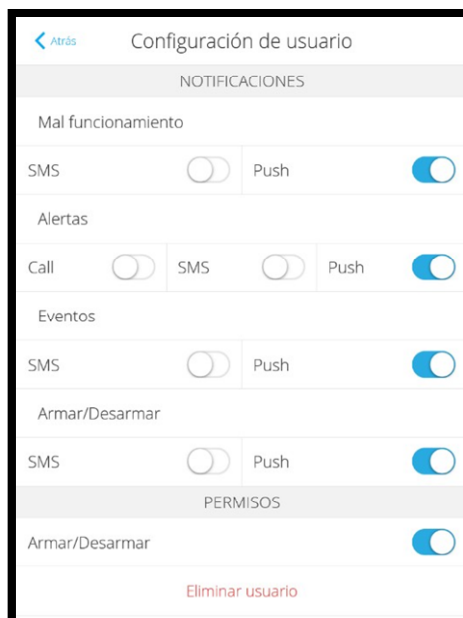 Atrás Configuración de usuario
NOTIFICACIONES
Mal funcionamiento
SMS Push
Alertas
Call SMS Push
Eventos
SMS Push
Armar/Desarmar
SMS Push
PERMISOS
Armar/Desarmar
Eliminar usuario